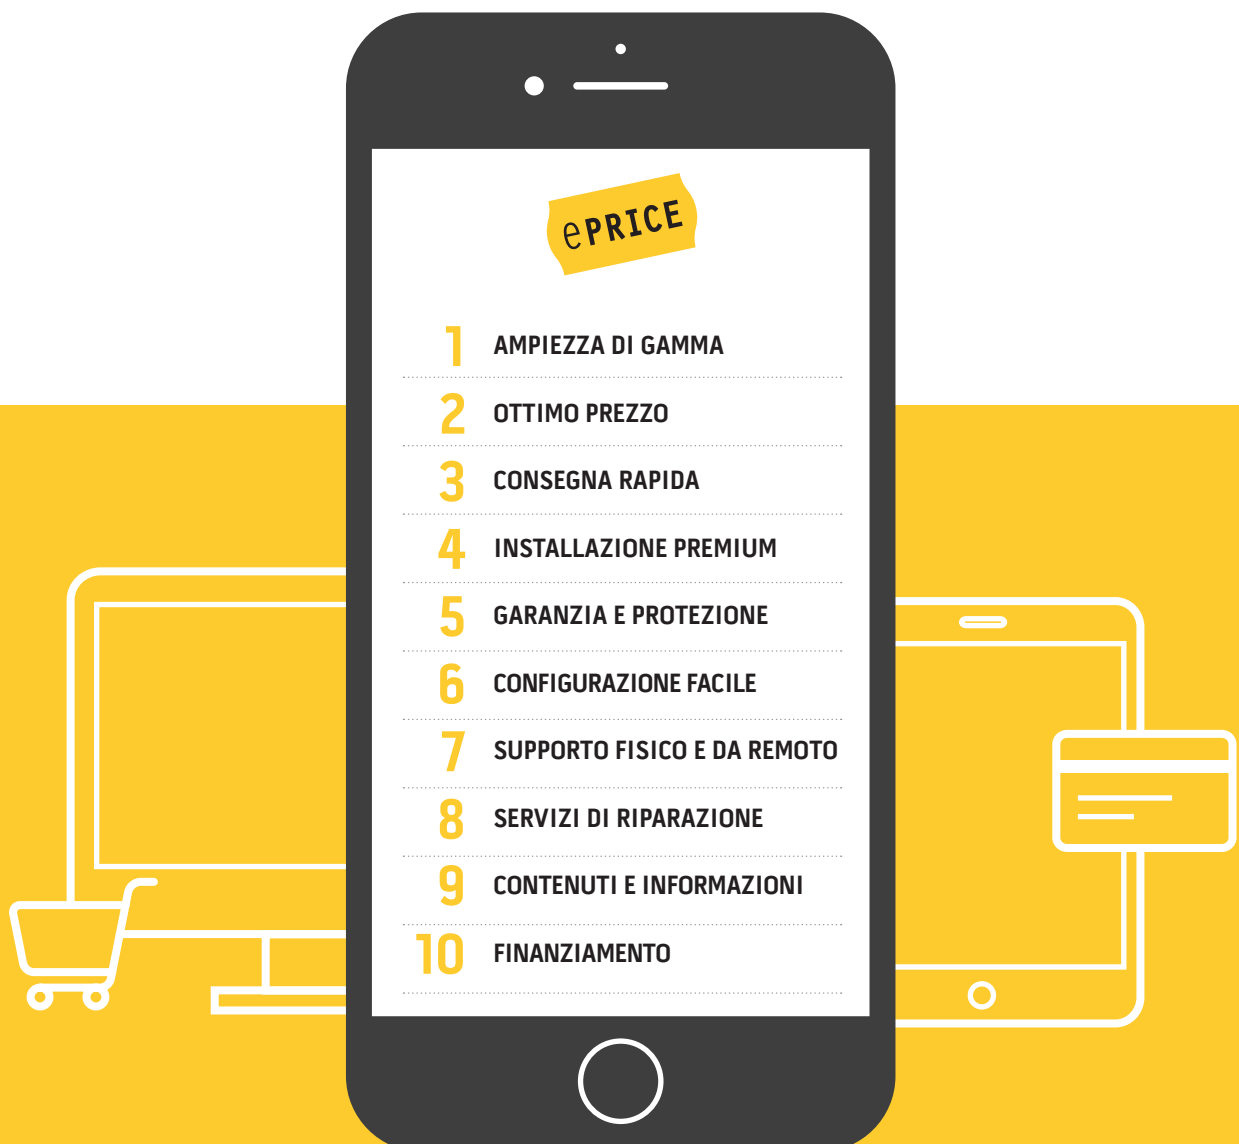 ePRICE
1 AMPIEZZA DI GAMMA
2 OTTIMO PREZZO
3 CONSEGNA RAPIDA
4 INSTALLAZIONE PREMIUM
5 GARANZIA E PROTEZIONE
6 CONFIGURAZIONE FACILE
7 SUPPORTO FISICO E DA REMOTO
8 SERVIZI DI RIPARAZIONE
9 CONTENUTI E INFORMAZIONI
10 FINANZIAMENTO